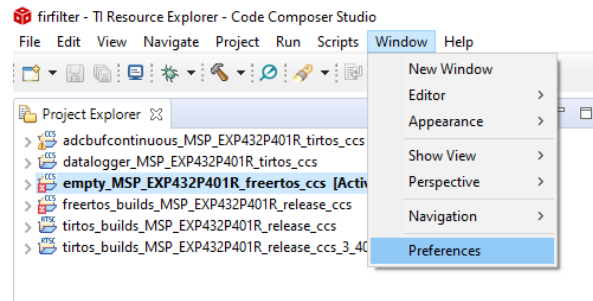 firfilter - TI Resource Explorer - Code Composer Studio
File Edit View Navigate Project Run Scripts Window Help
New Window
Editor
Appearance
Show View
Perspective
Navigation
Preferences
Project Explorer
adcbufcontinuous_MSP_EXP432P401R_tirtos_ccs
datalogger_MSP_EXP432P401R_tirtos_ccs
empty_MSP_EXP432P401R_freertos_ccs [Activ
freertos_builds_MSP_EXP432P401R_release_ccs
tirtos_builds_MSP_EXP432P401R_release_ccs
tirtos_builds_MSP_EXP432P401R_release_ccs_3_40